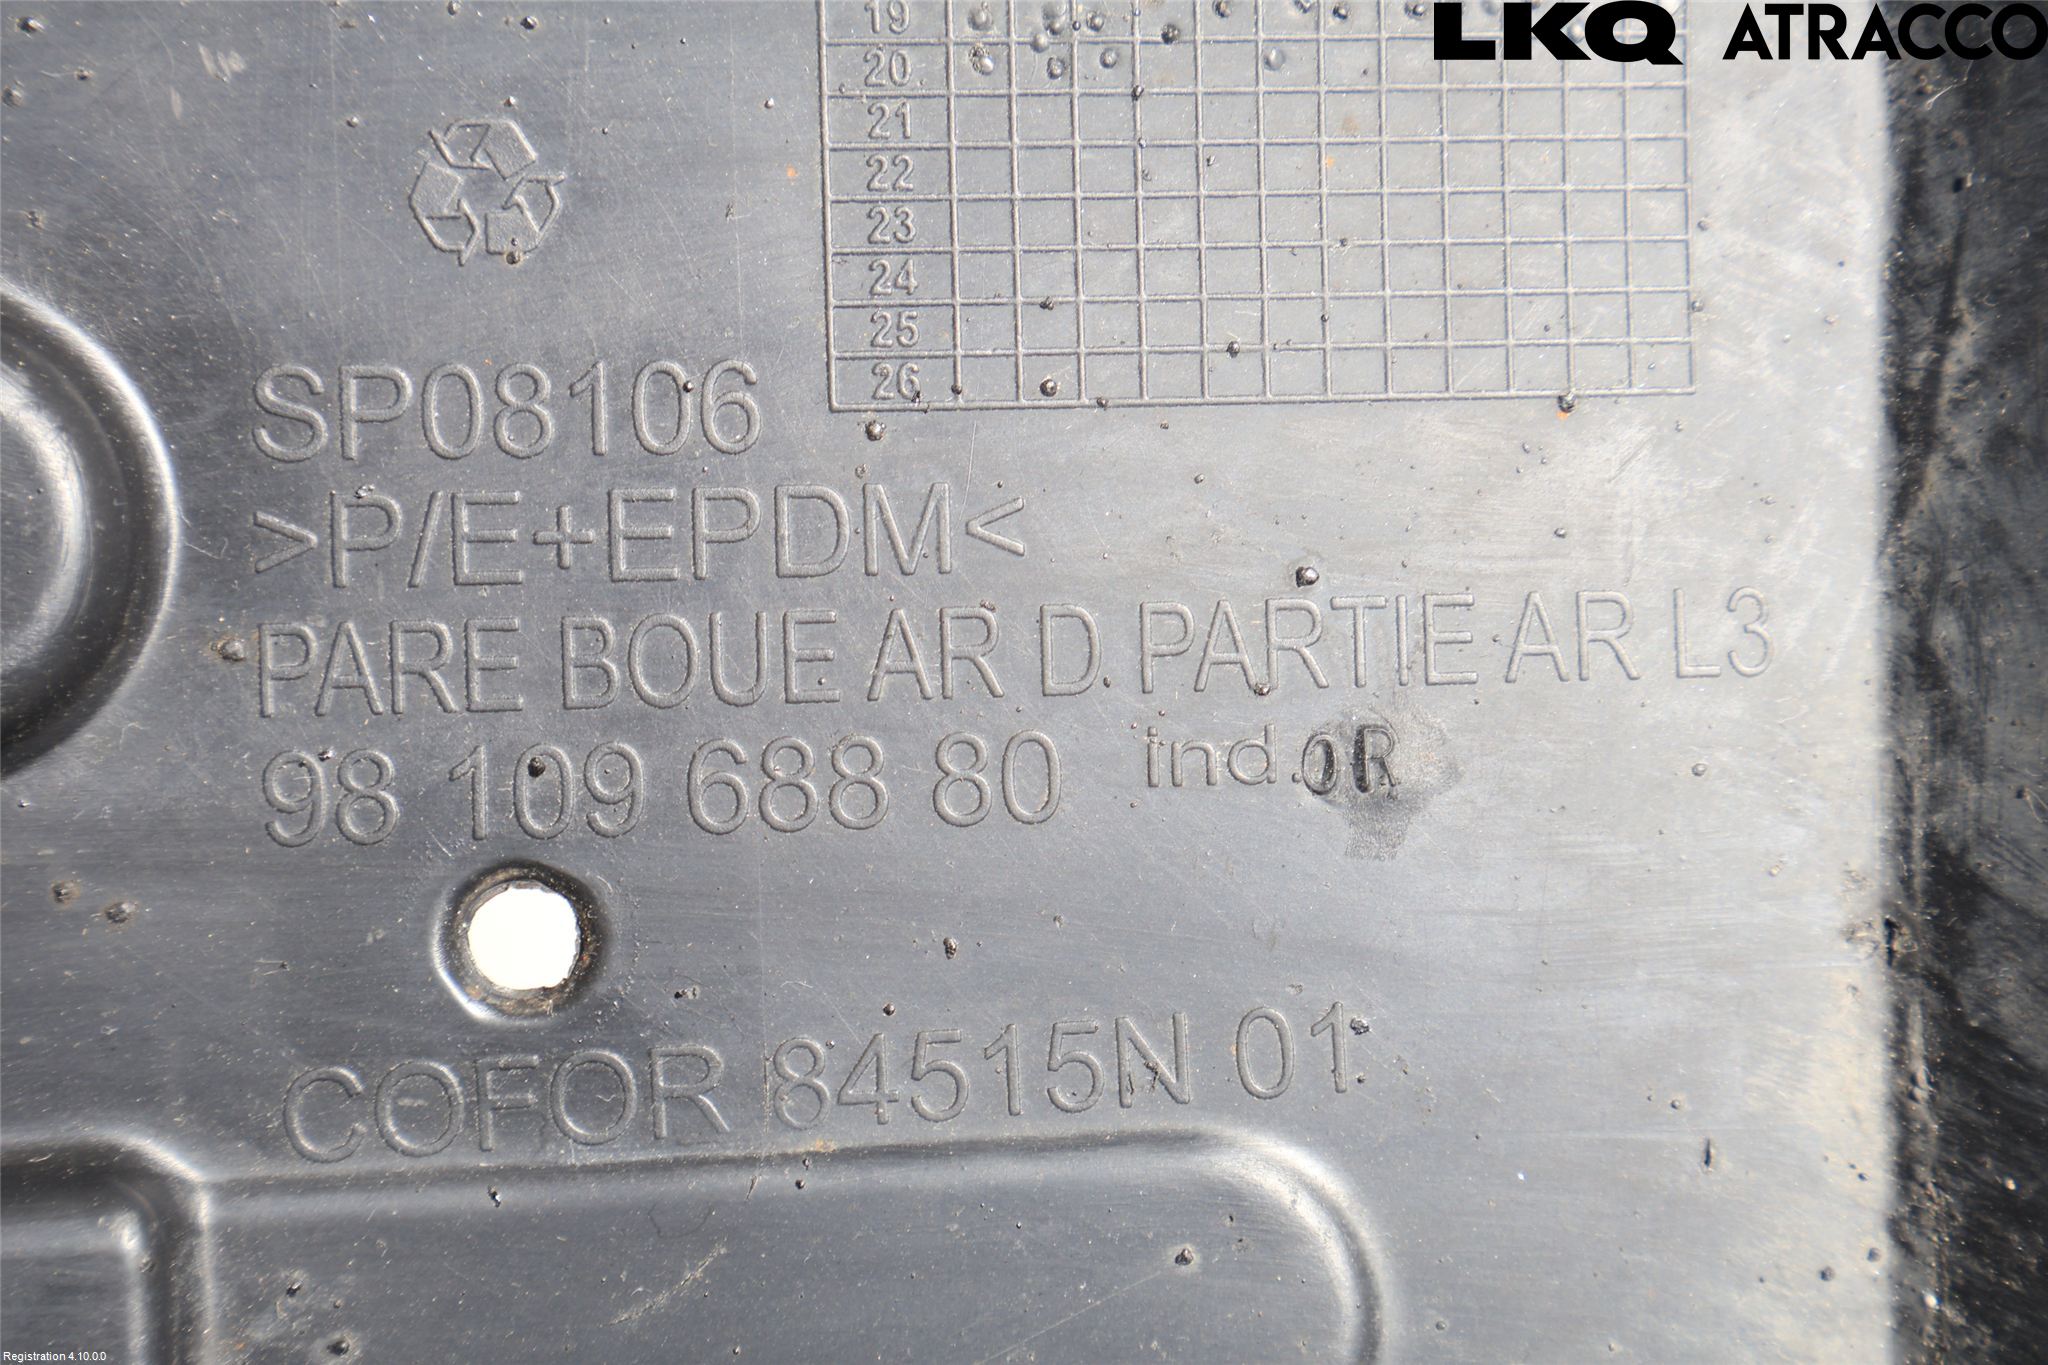 LKQ ATRACCO
19
20
21
22
23
24
25
26
SP08106
>P/E+EPDM<
PARE BOUE AR D PARTIE AR L3
98 109 688 80 ind.0R
COFOR 84515N 01
Registration 4.10.0.0